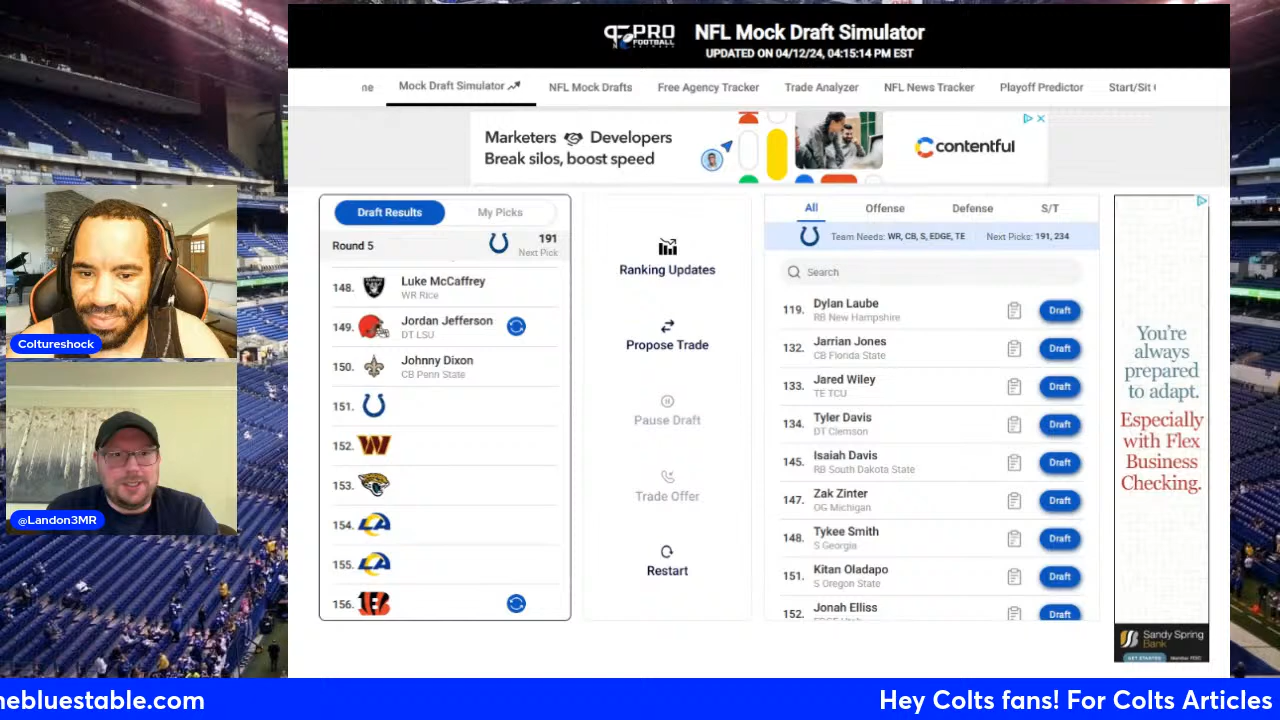 PRO
FOOTBALL
NFL Mock Draft Simulator
UPDATED ON 04/12/24, 04:15:14 PM EST
ne
Mock Draft Simulator
NFL Mock Drafts
Free Agency Tracker
Trade Analyzer
NFL News Tracker
Playoff Predictor
Start/Sit
Marketers Developers
Break silos, boost speed
contentful
Draft Results
My Picks
Round 5
191
Next Pick
148.
Luke McCaffrey
WR Rice
149.
Jordan Jefferson
DT LSU
150.
Johnny Dixon
CB Penn State
151.
152.
153.
154.
155.
156.
Ranking Updates
Propose Trade
Pause Draft
Trade Offer
Restart
All
Offense
Defense
S/T
Team Needs: WR, CB, S, EDGE, TE
Next Picks: 191, 234
Search
119.
Dylan Laube
RB New Hampshire
Draft
132.
Jarrian Jones
CB Florida State
Draft
133.
Jared Wiley
TE TCU
Draft
134.
Tyler Davis
DT Clemson
Draft
145.
Isaiah Davis
RB South Dakota State
Draft
147.
Zak Zinter
OG Michigan
Draft
148.
Tykee Smith
S Georgia
Draft
151.
Kitan Oladapo
S Oregon State
Draft
152.
Jonah Elliss
EDGE Utah
Draft
You're
always
prepared
to adapt.
Especially
with Flex
Business
Checking.
Sandy Spring
Bank
GET STARTED
Member FDIC
Coltureshock
@Landon3MR
nebluestable.com
Hey Colts fans! For Colts Articles